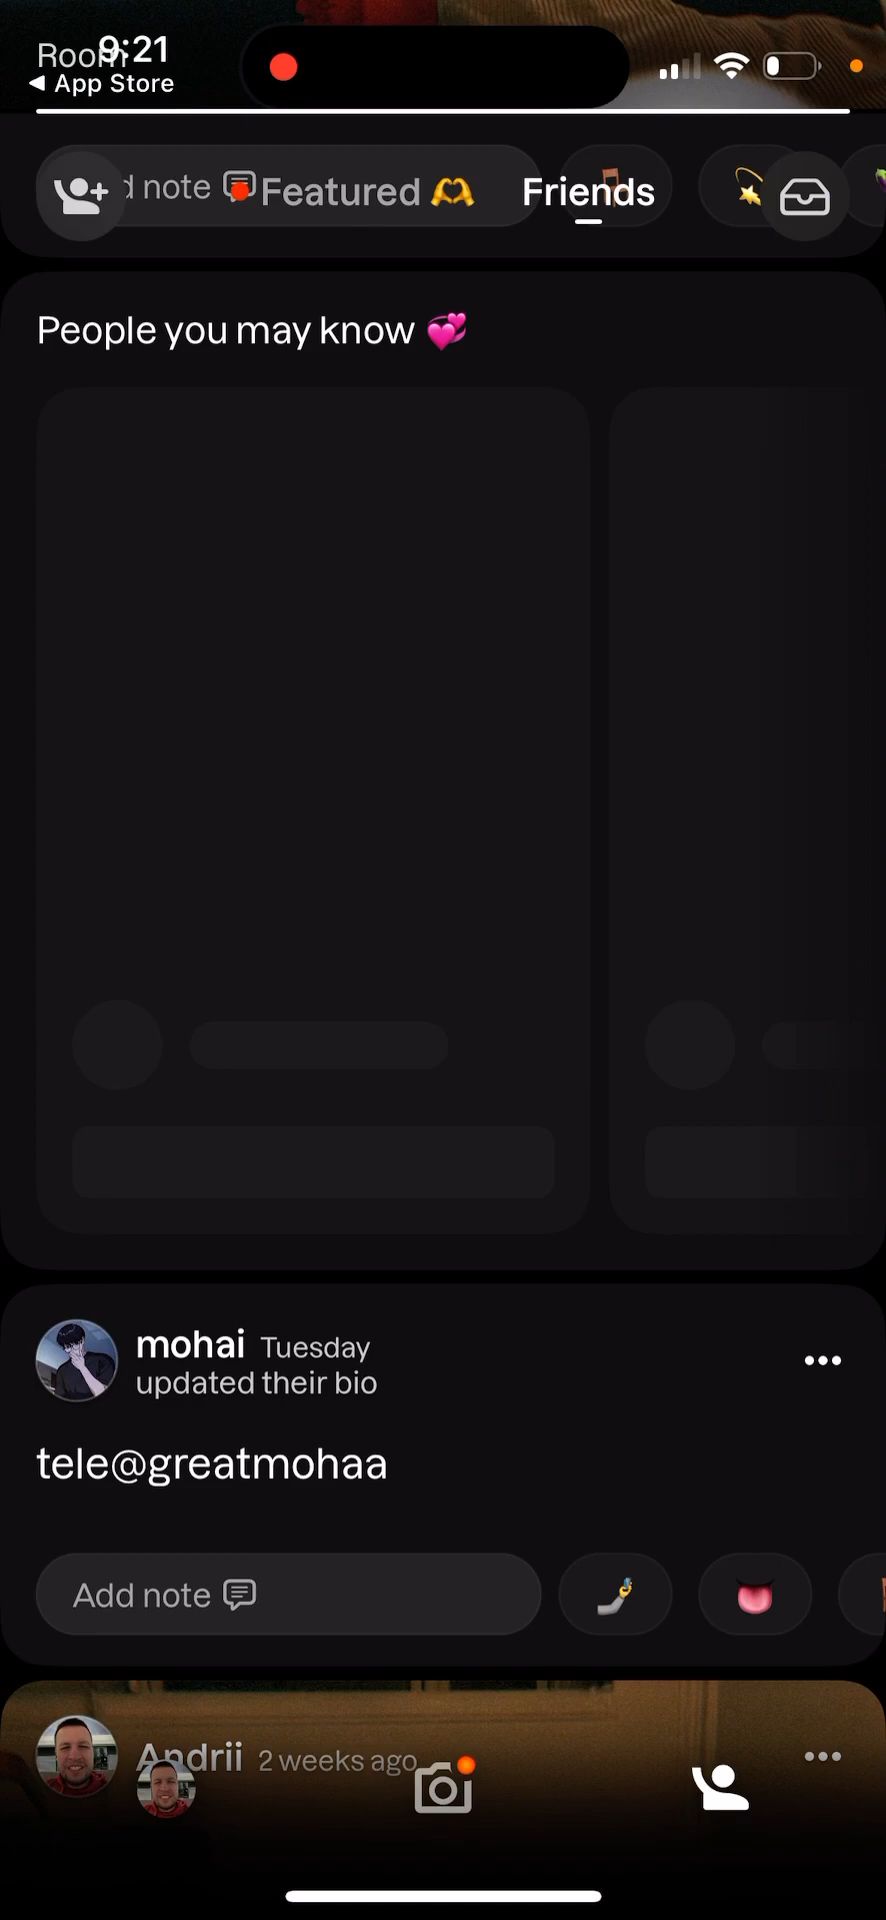 Room
9:21
App Store
d note
Featured
Friends
People you may know
mohai Tuesday
updated their bio
tele@greatmohaa
Add note
Andrii 2 weeks ago